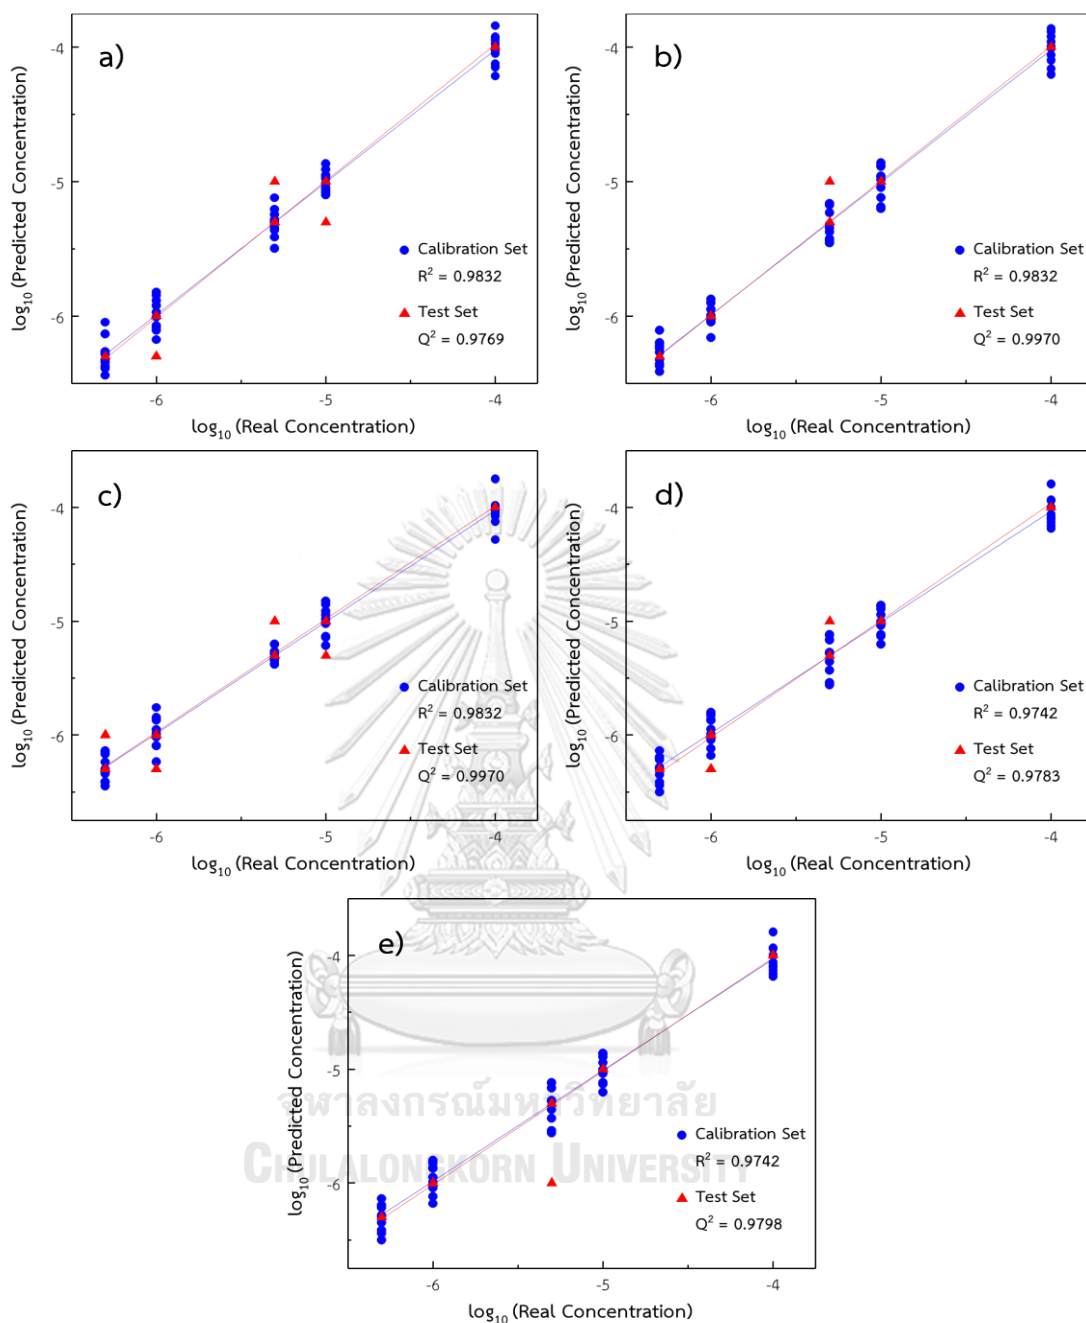 a)
-4
-5
-6
log10 (Predicted Concentration)
Calibration Set
R² = 0.9832
Test Set
Q² = 0.9769
-6
-5
-4
log10 (Real Concentration)
b)
-4
-5
-6
log10 (Predicted Concentration)
Calibration Set
R² = 0.9832
Test Set
Q² = 0.9970
-6
-5
-4
log10 (Real Concentration)
c)
-4
-5
-6
log10 (Predicted Concentration)
Calibration Set
R² = 0.9832
Test Set
Q² = 0.9970
-6
-5
-4
log10 (Real Concentration)
d)
-4
-5
-6
log10 (Predicted Concentration)
Calibration Set
R² = 0.9742
Test Set
Q² = 0.9783
-6
-5
-4
log10 (Real Concentration)
e)
-4
-5
-6
log10 (Predicted Concentration)
Calibration Set
R² = 0.9742
Test Set
Q² = 0.9798
-6
-5
-4
log10 (Real Concentration)
จุฬาลงกรณ์มหาวิทยาลัย
CHULALONGKORN UNIVERSITY